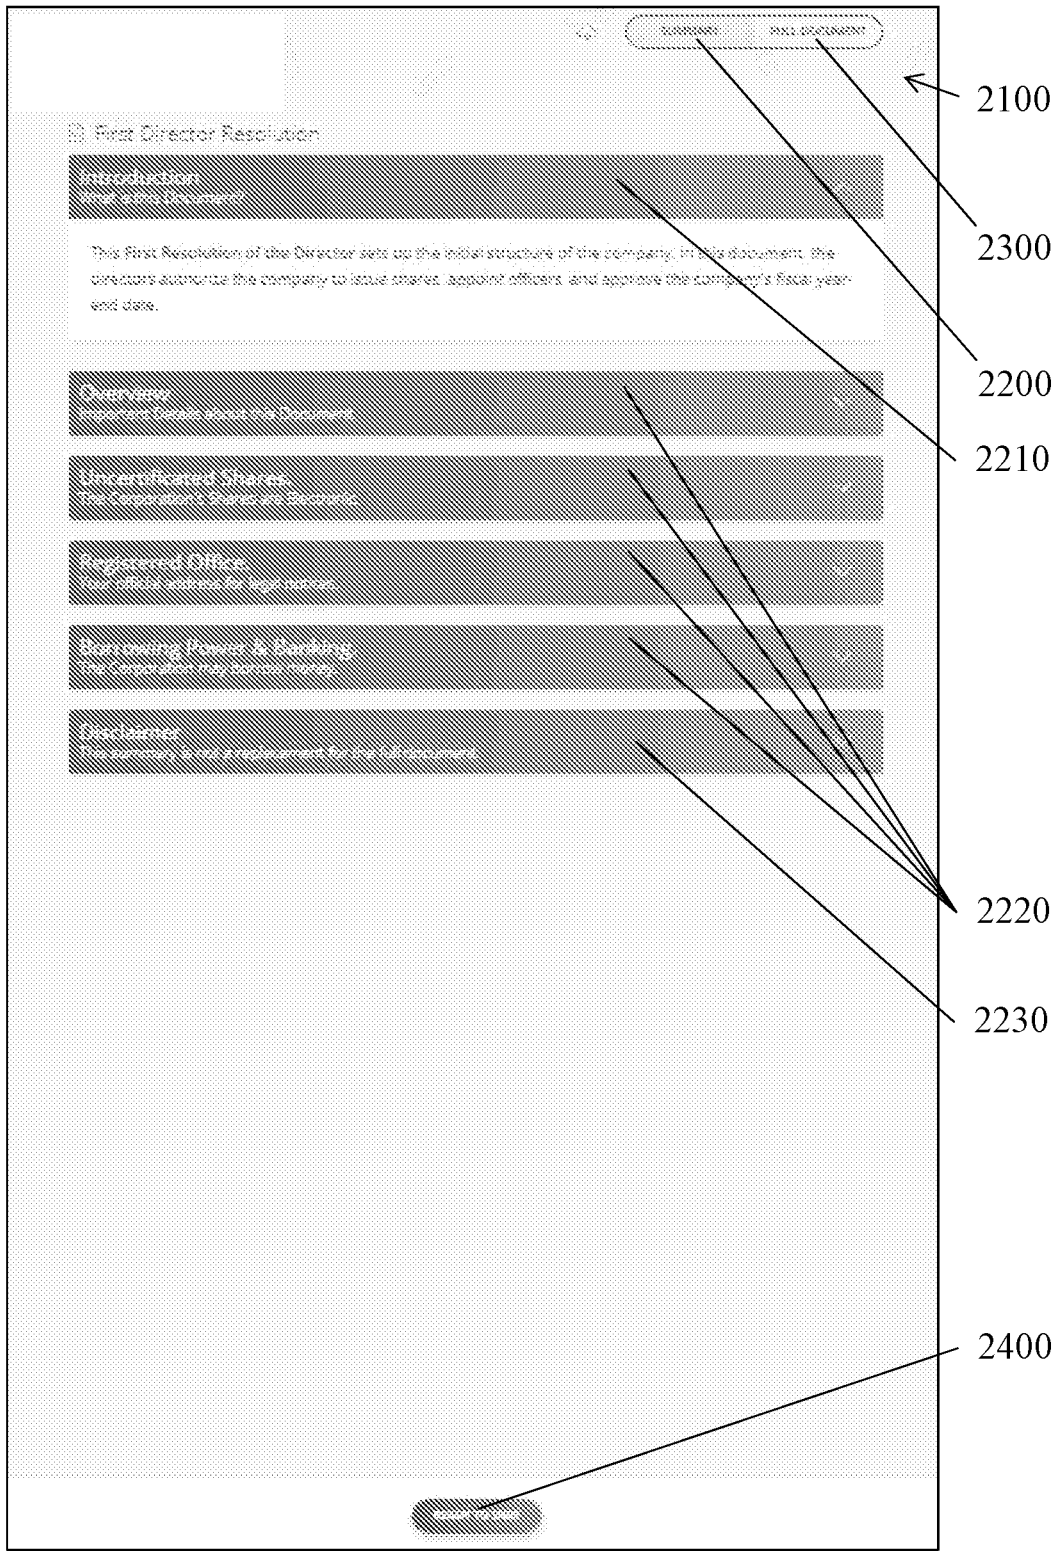 SUMMARY FULL DOCUMENT
2100
First Director Resolution
Introduction
What is this Document?
2300
This First Resolution of the Director sets up the initial structure of the company. In this document, the
directors authorize the company to issue shares, appoint officers, and approve the company's fiscal year-
end date.
2200
Overview
Important Details about this Document
2210
Uncertificated Shares
The Corporation's Shares are Electronic
Registered Office
Your official address for legal notices
Borrowing Power & Banking
The Corporation may borrow money
Disclaimer
This summary is not a replacement for the full document
2220
2230
2400